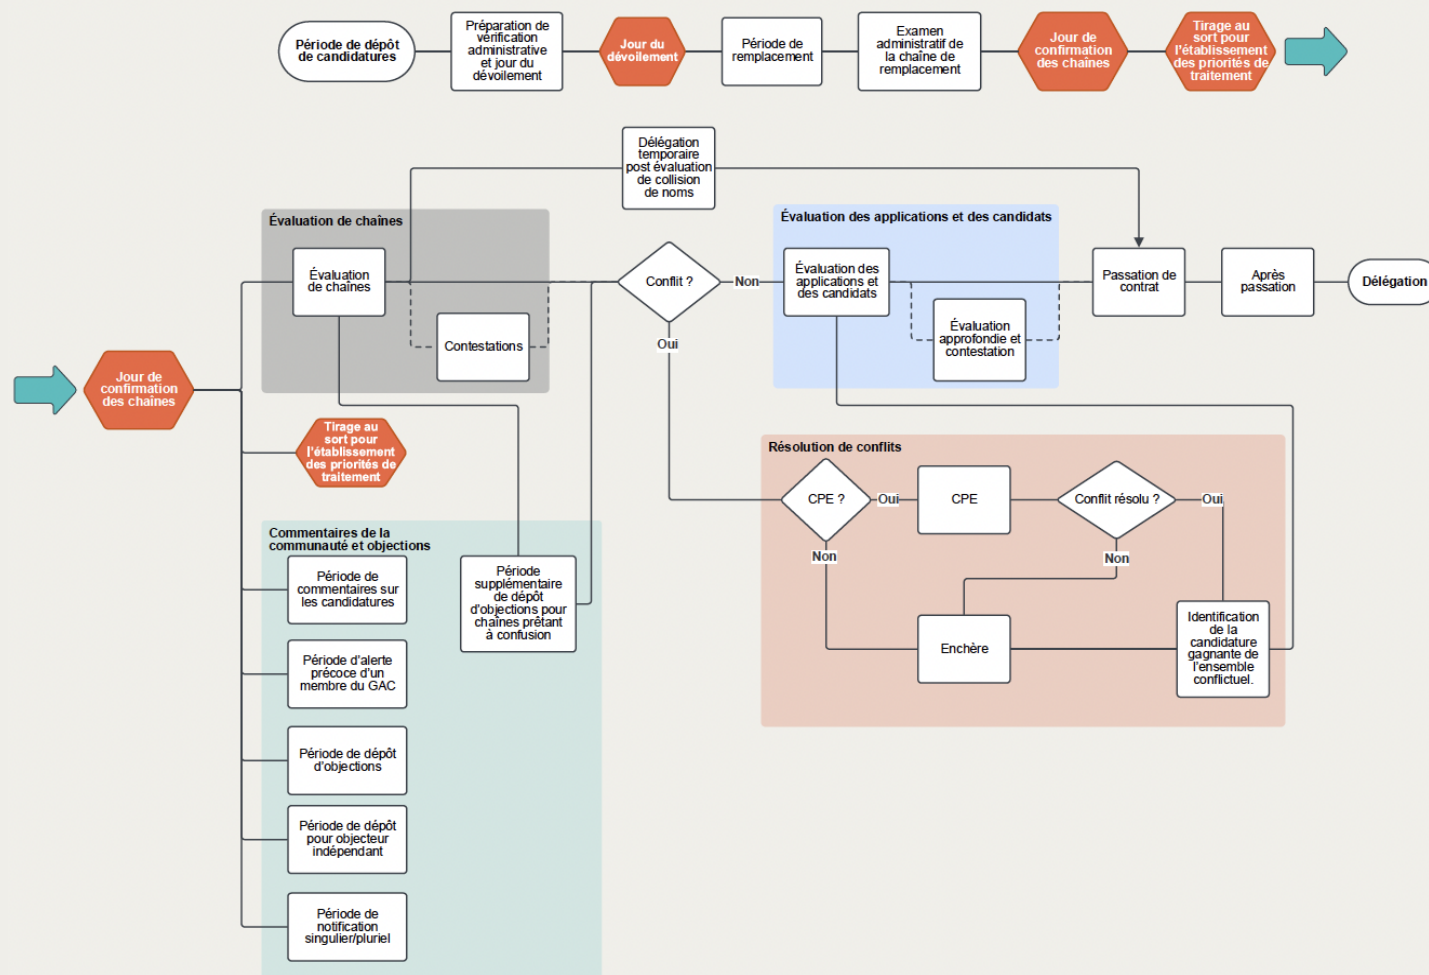 Période de dépôt
de candidatures
Préparation de
vérification
administrative
et jour du
dévoilement
Jour du
dévoilement
Période de
remplacement
Examen
administratif de
la chaîne de
remplacement
Jour de
confirmation
des chaînes
Tirage au
sort pour
l'établissement
des priorités de
traitement
Délégation
temporaire
post évaluation
de collision
de noms
Évaluation de chaînes
Évaluation
de chaînes
Contestations
Conflit ?
Non
Oui
Évaluation des applications et des candidats
Évaluation des
applications et
des candidats
Évaluation
approfondie et
contestation
Passation de
contrat
Après
passation
Délégation
Jour de
confirmation
des chaînes
Tirage au
sort pour
l'établissement
des priorités de
traitement
Résolution de conflits
CPE ?
Oui
CPE
Conflit résolu ?
Oui
Non
Non
Enchère
Identification
de la
candidature
gagnante de
l'ensemble
conflictuel.
Commentaires de la
communauté et objections
Période de
commentaires sur
les candidatures
Période
supplémentaire
de dépôt
d'objections pour
chaînes prêtant
à confusion
Période d'alerte
précoce d'un
membre du GAC
Période de dépôt
d'objections
Période de dépôt
pour objecteur
indépendant
Période de
notification
singulier/pluriel